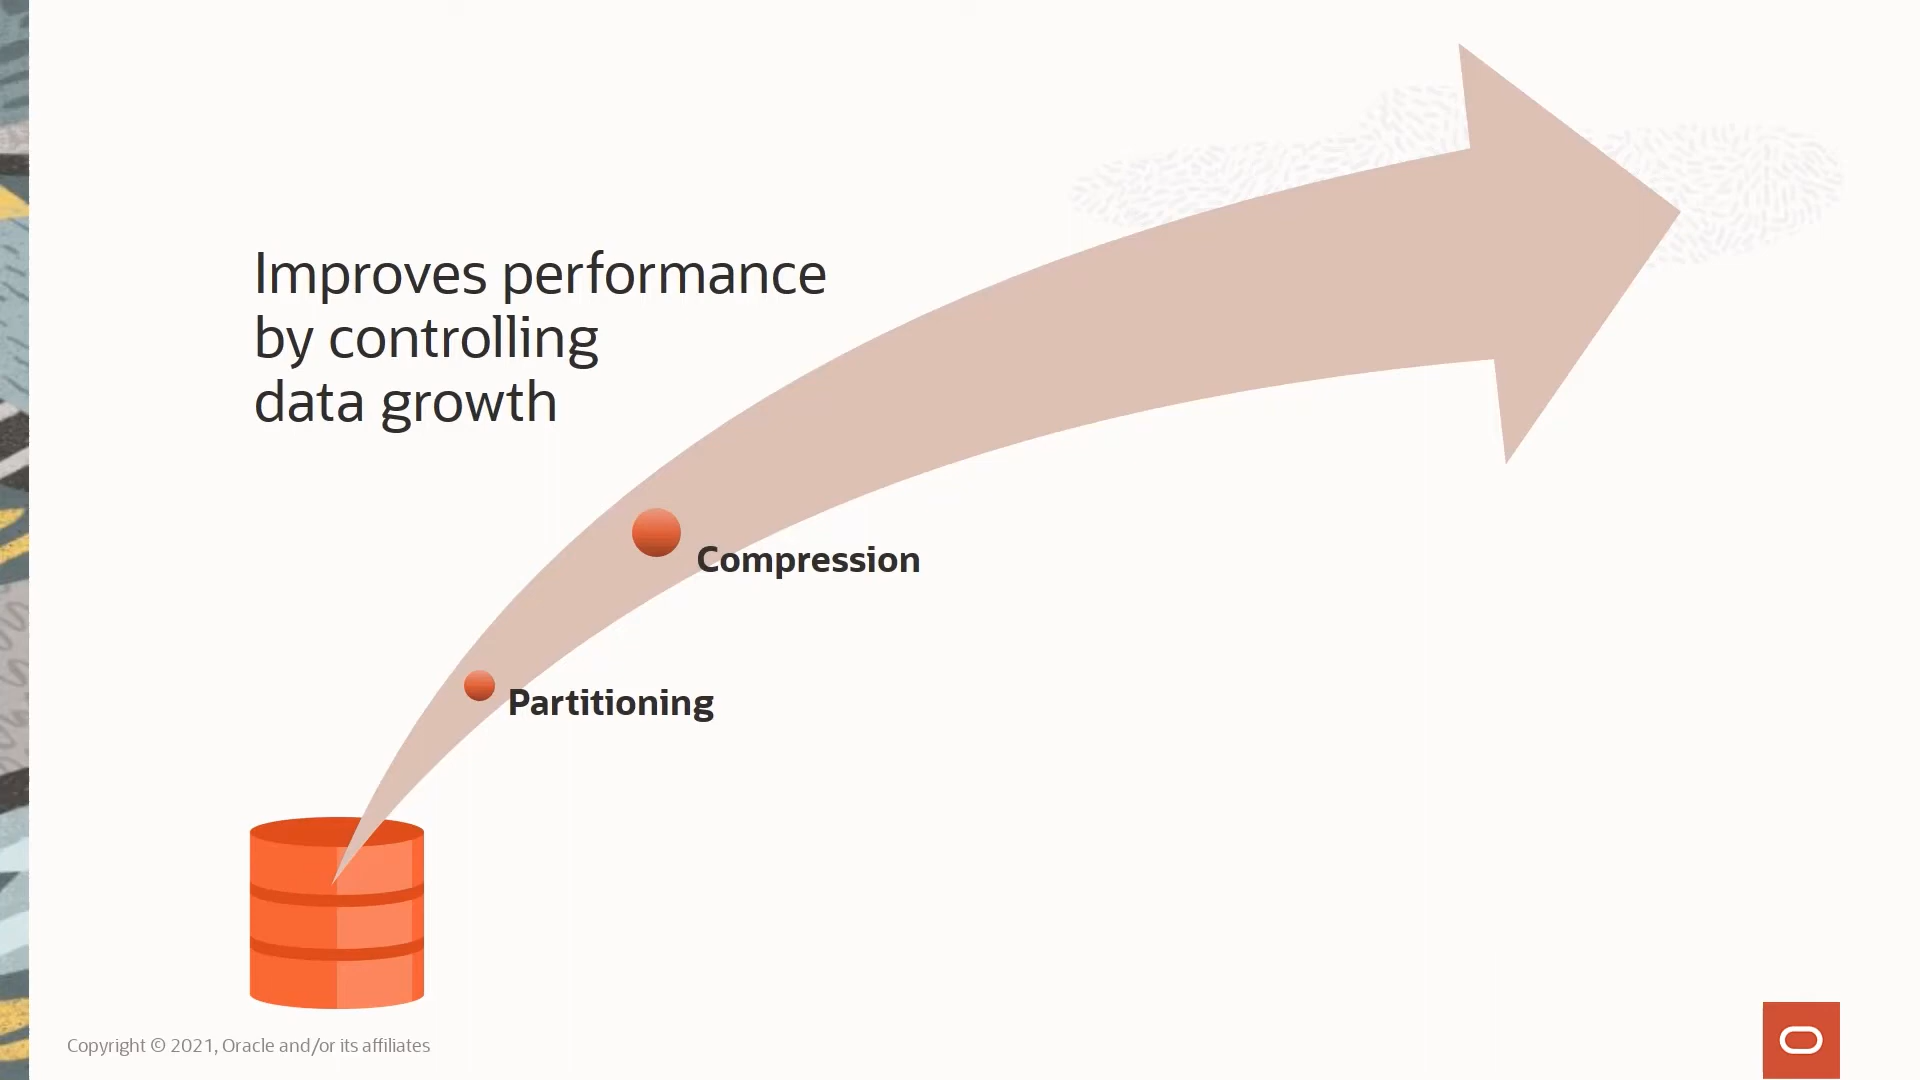 Improves performance
by controlling
data growth
Compression
Partitioning
Copyright © 2021, Oracle and/or its affiliates